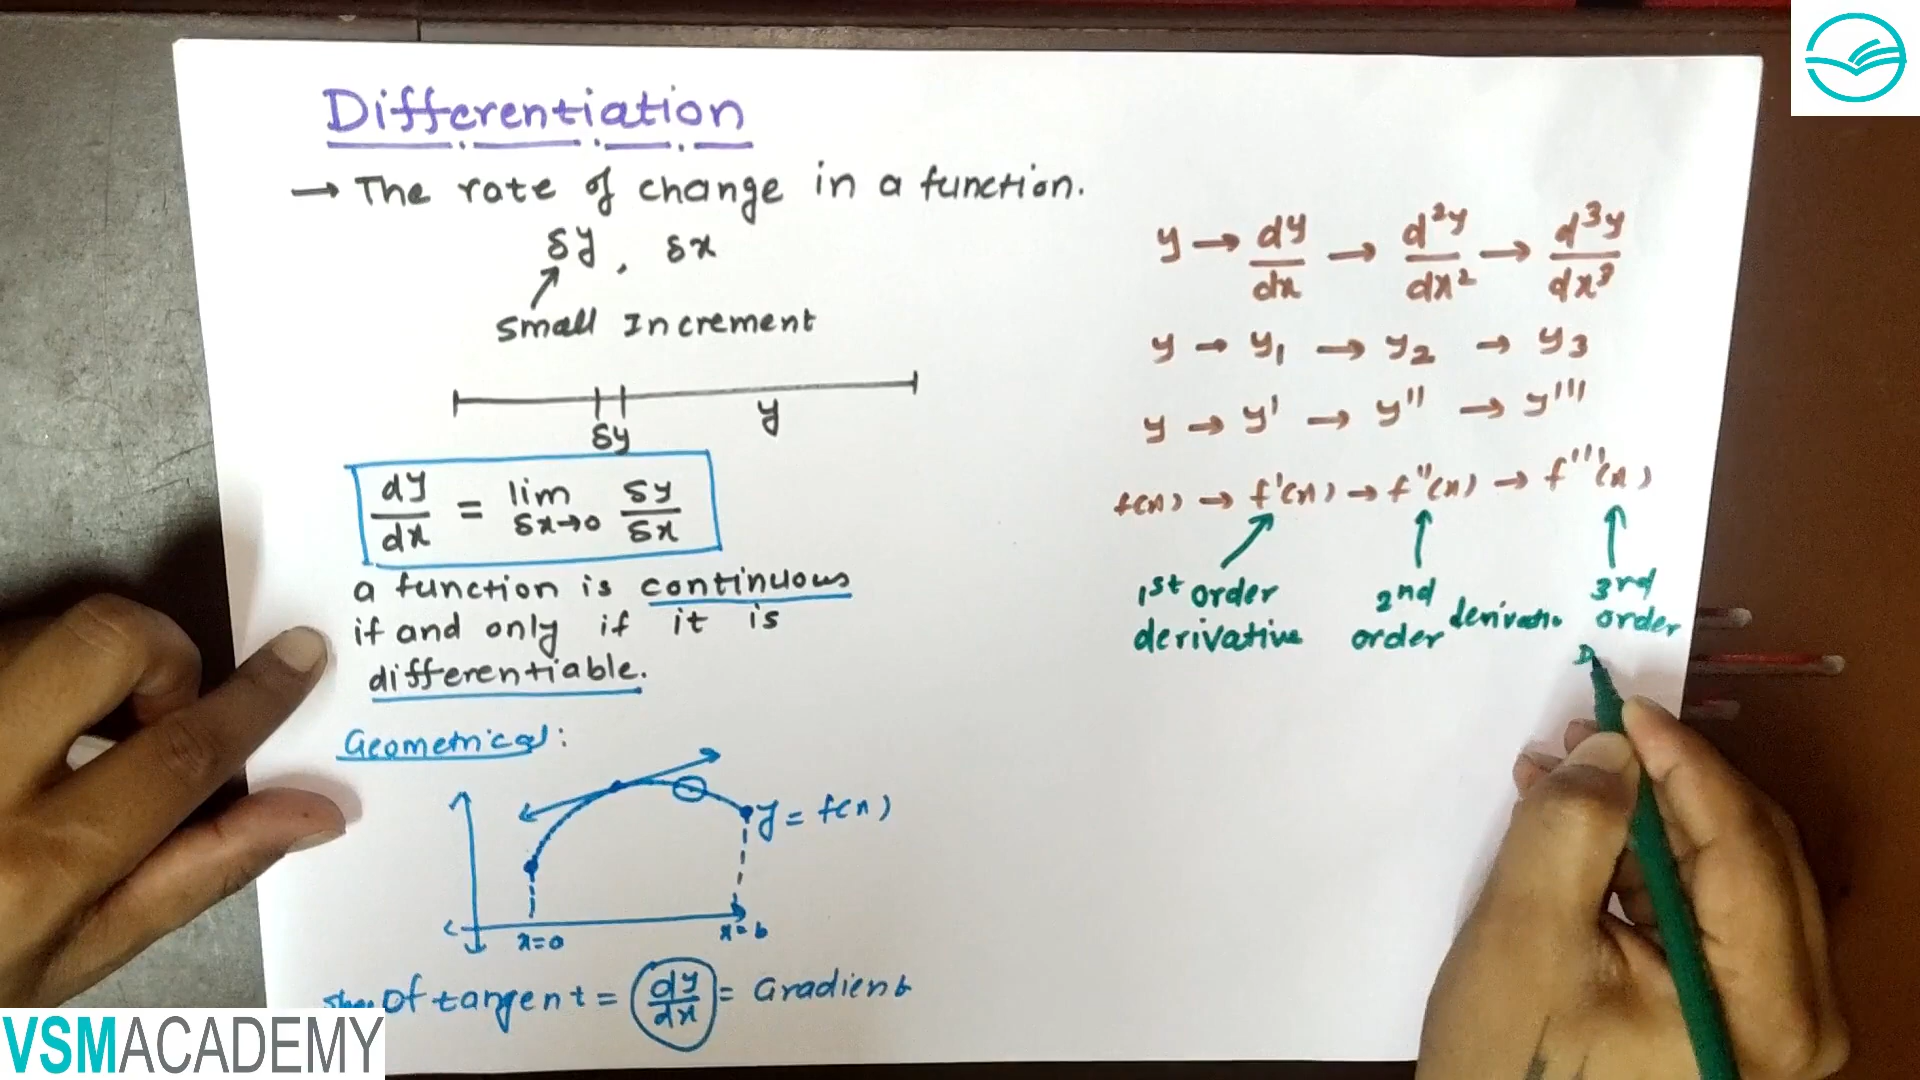 Differentiation
→ The rate of change in a function.
δy, δx
small Increment
δy
y
dy/dx = lim δx→0 δy/δx
a function is continuous
if and only if it is
differentiable.
Geometrical:
y = f(x)
x=0
x=b
Of tangent = dy/dx = Gradient
y → dy/dx → d²y/dx² → d³y/dx³
y → y₁ → y₂ → y₃
y → y' → y'' → y'''
f(x) → f'(x) → f''(x) → f'''(x)
1st order
derivative
2nd
order
3rd
order
D
VSMACADEMY